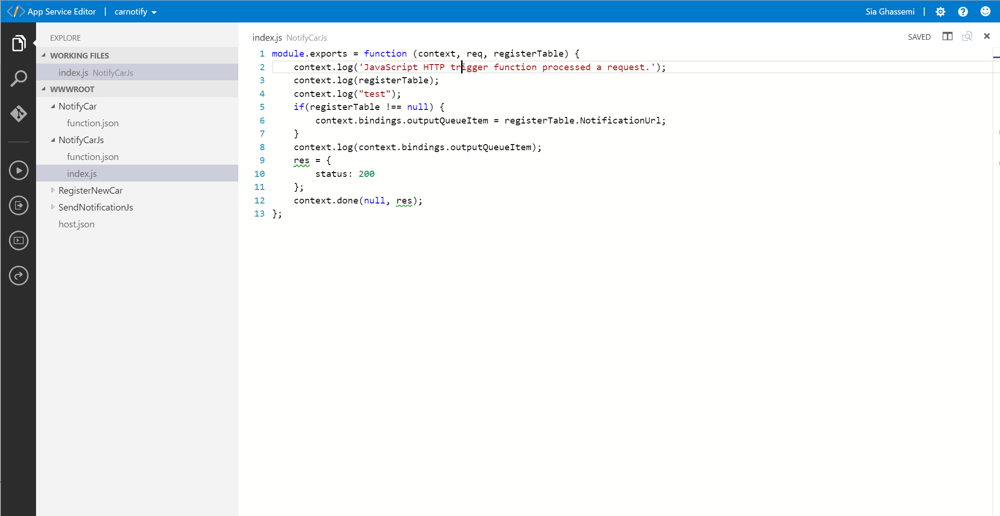 App Service Editor | carnotify
Sia Ghassemi |
EXPLORE
WORKING FILES
index.js NotifyCarJs
WWWROOT
NotifyCar
function.json
NotifyCarJs
function.json
index.js
RegisterNewCar
SendNotificationJs
host.json
index.js NotifyCarJs
SAVED
1 module.exports = function (context, req, registerTable) {
2     context.log('JavaScript HTTP trigger function processed a request.');
3     context.log(registerTable);
4     context.log("test");
5     if(registerTable !== null) {
6         context.bindings.outputQueueItem = registerTable.NotificationUrl;
7     }
8     context.log(context.bindings.outputQueueItem);
9     res = {
10         status: 200
11     };
12     context.done(null, res);
13 };